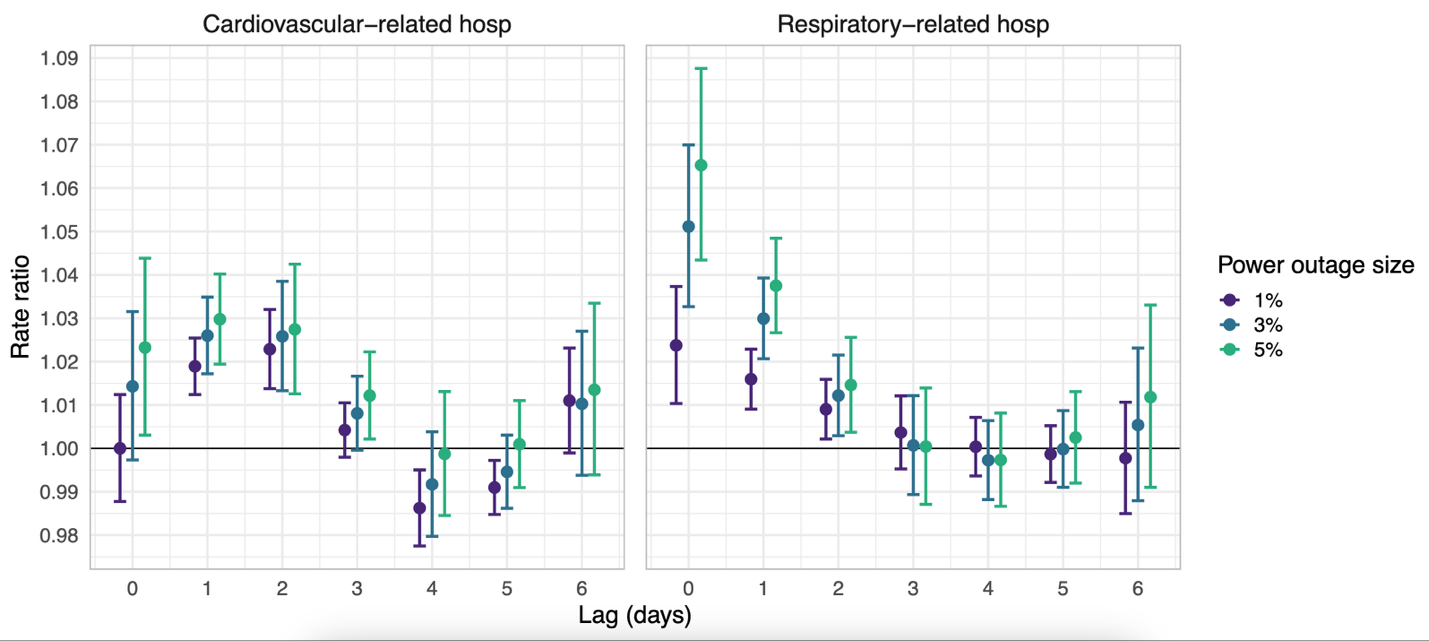 Cardiovascular−related hosp
Respiratory−related hosp
Rate ratio
1.09
1.08
1.07
1.06
1.05
1.04
1.03
1.02
1.01
1.00
0.99
0.98
0 1 2 3 4 5 6
0 1 2 3 4 5 6
Lag (days)
Power outage size
1%
3%
5%